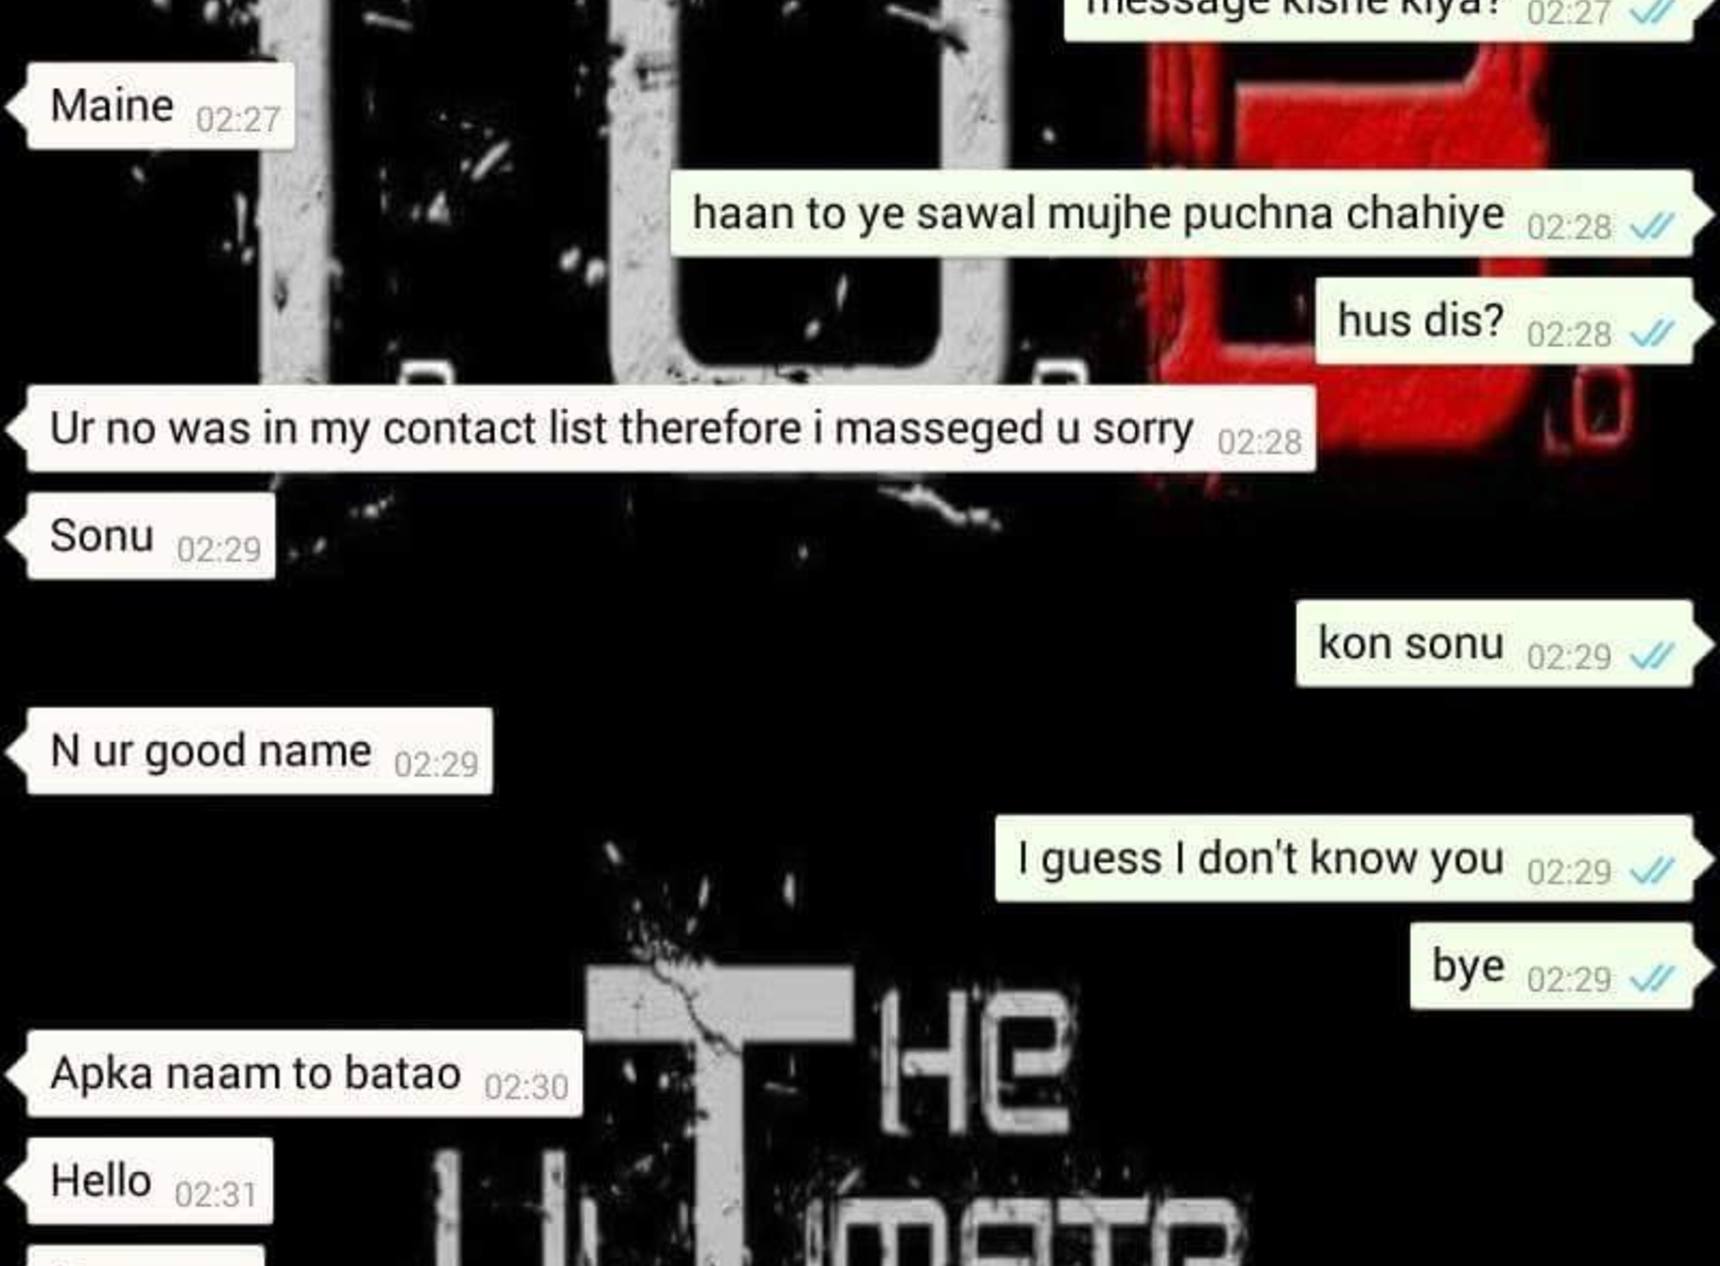 message kisne kiya? 02:27
Maine 02:27
haan to ye sawal mujhe puchna chahiye 02:28
hus dis? 02:28
Ur no was in my contact list therefore i masseged u sorry 02:28
Sonu 02:29
kon sonu 02:29
N ur good name 02:29
I guess I don't know you 02:29
bye 02:29
THe
Apka naam to batao 02:30
Hello 02:31